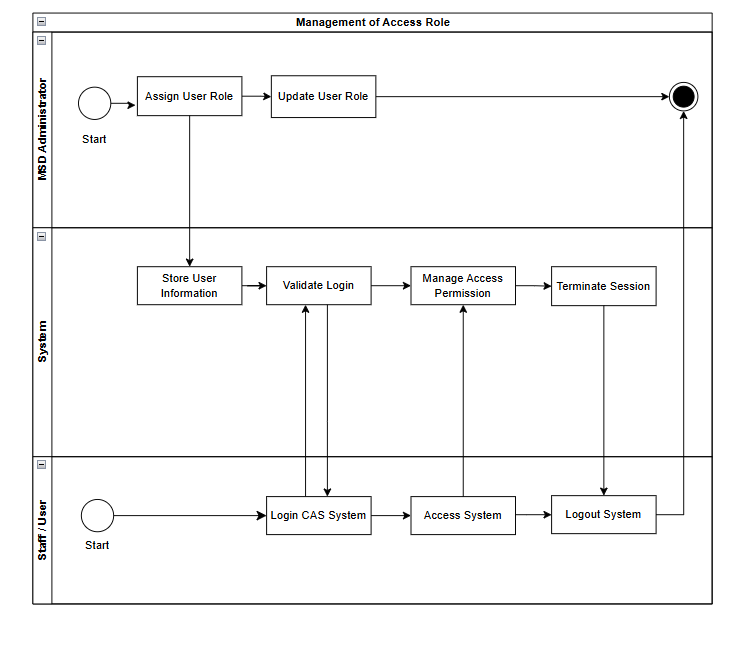 Management of Access Role
MSD Administrator
Start
Assign User Role
Update User Role
System
Store User
Information
Validate Login
Manage Access
Permission
Terminate Session
Staff / User
Start
Login CAS System
Access System
Logout System